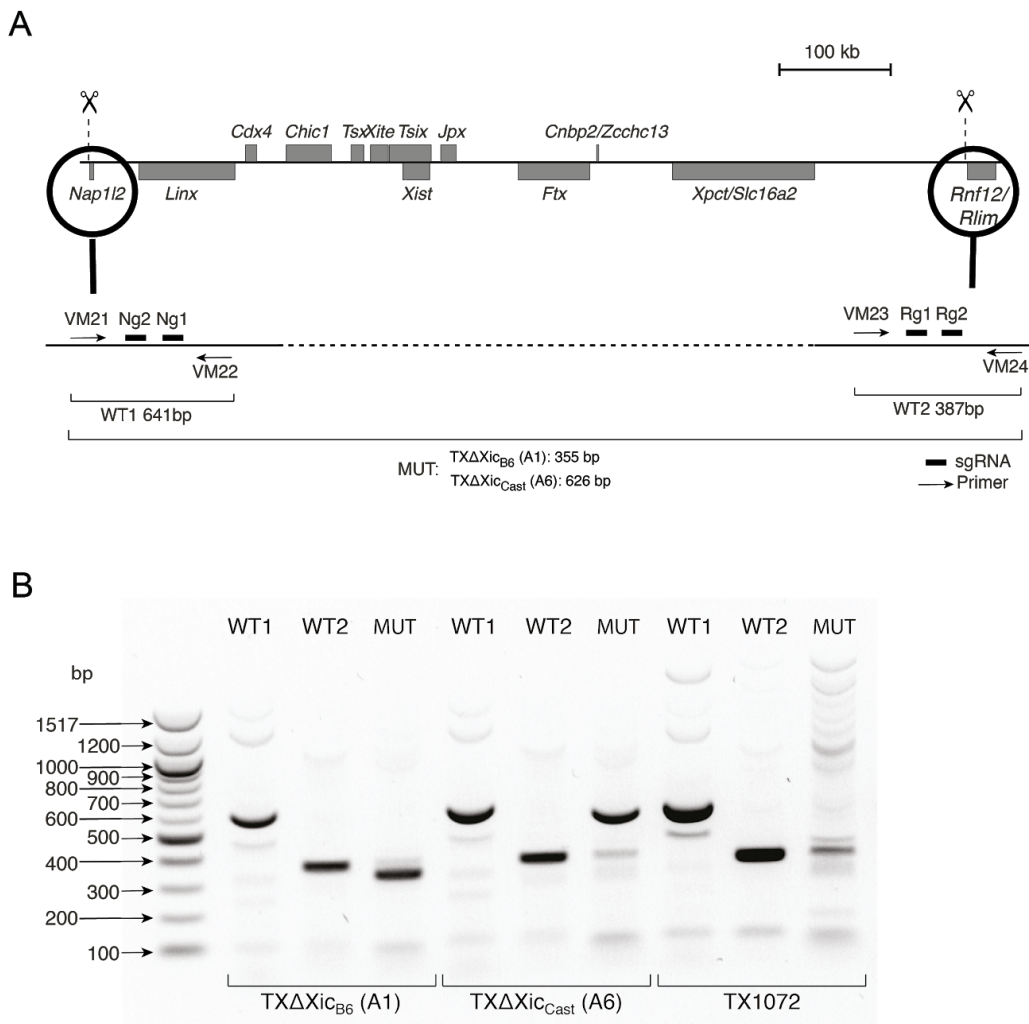 A
100 kb
Cdx4 Chic1 TsxXite Tsix Jpx Cnbp2/Zcchc13
Nap1l2 Linx Xist Ftx Xpct/Slc16a2 Rnf12/
Rlim
VM21 Ng2 Ng1 VM23 Rg1 Rg2
VM22 VM24
WT1 641bp WT2 387bp
MUT: TXΔXicB6 (A1): 355 bp
TXΔXicCast (A6): 626 bp
sgRNA
Primer
B
WT1 WT2 MUT WT1 WT2 MUT WT1 WT2 MUT
bp
1517
1200
1000
900
800
700
600
500
400
300
200
100
TXΔXicB6 (A1) TXΔXicCast (A6) TX1072